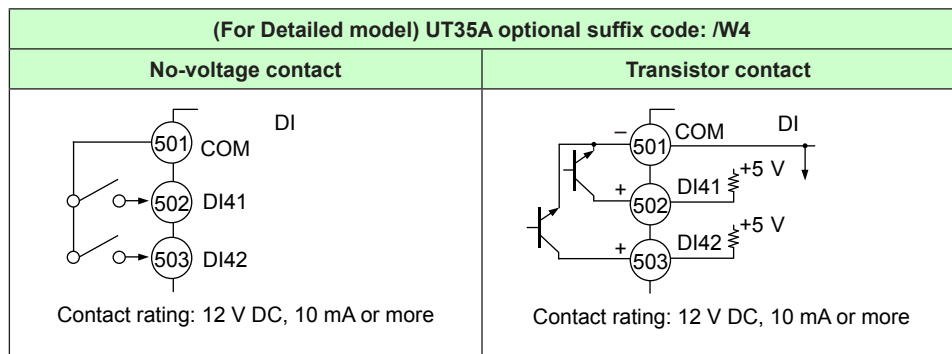 (For Detailed model) UT35A optional suffix code: /W4
No-voltage contact
Transistor contact
DI
501
COM
502
DI41
503
DI42
Contact rating: 12 V DC, 10 mA or more
– 501 COM DI
+ 502 DI41 +5 V
+ 503 DI42 +5 V
Contact rating: 12 V DC, 10 mA or more